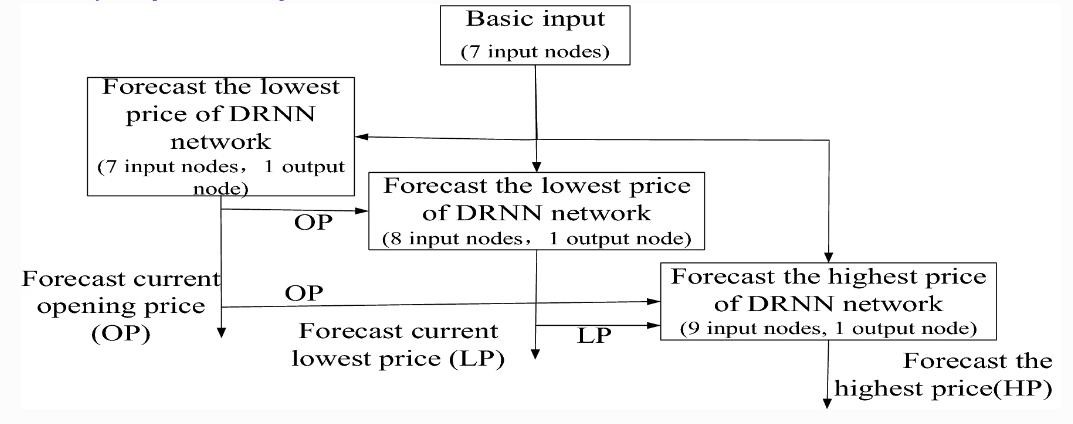 Basic input
(7 input nodes)
Forecast the lowest
price of DRNN
network
(7 input nodes， 1 output
node)
Forecast the lowest price
of DRNN network
(8 input nodes， 1 output node)
OP
Forecast current
opening price
(OP)
OP
Forecast the highest price
of DRNN network
(9 input nodes, 1 output node)
Forecast current
lowest price (LP)
LP
Forecast the
highest price(HP)